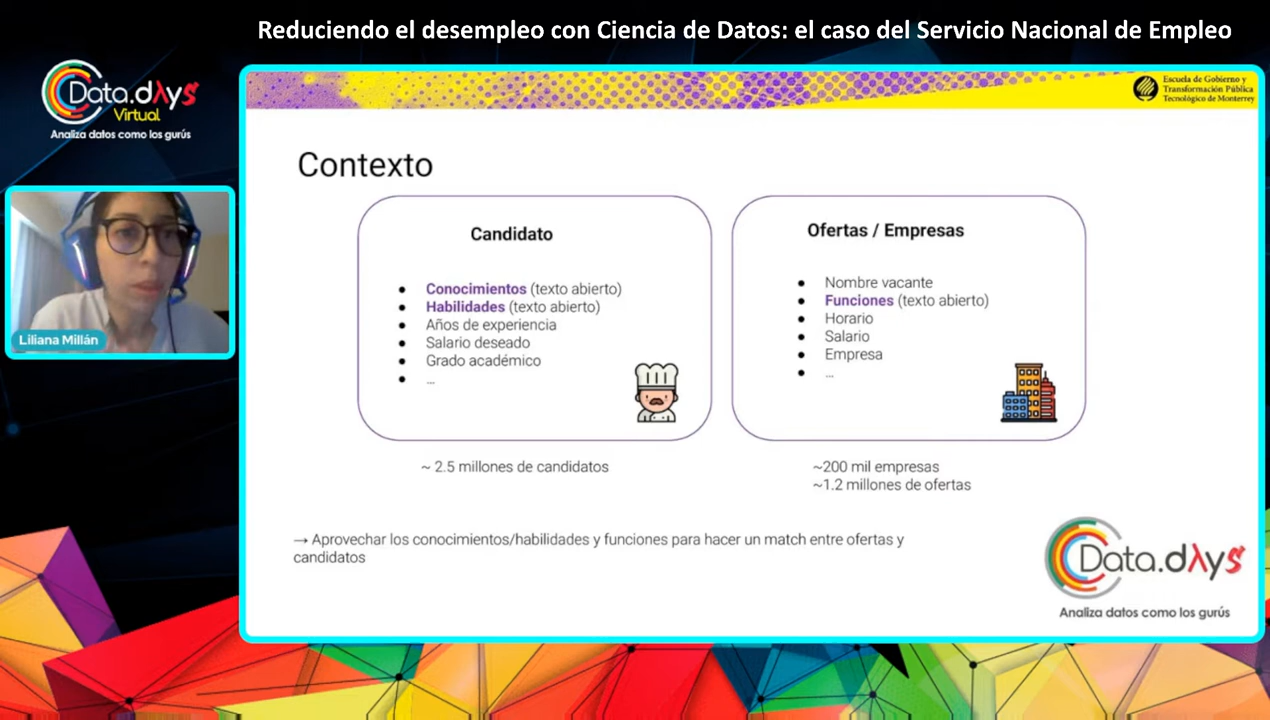 Reduciendo el desempleo con Ciencia de Datos: el caso del Servicio Nacional de Empleo
Data.dλys
Virtual
Analiza datos como los gurús
Liliana Millán
Escuela de Gobierno y
Transformación Pública
Tecnológico de Monterrey
Contexto
Candidato
● Conocimientos (texto abierto)
● Habilidades (texto abierto)
● Años de experiencia
● Salario deseado
● Grado académico
● ...
~ 2.5 millones de candidatos
Ofertas / Empresas
● Nombre vacante
● Funciones (texto abierto)
● Horario
● Salario
● Empresa
● ...
~200 mil empresas
~1.2 millones de ofertas
→ Aprovechar los conocimientos/habilidades y funciones para hacer un match entre ofertas y
candidatos
Data.dλys
Analiza datos como los gurús